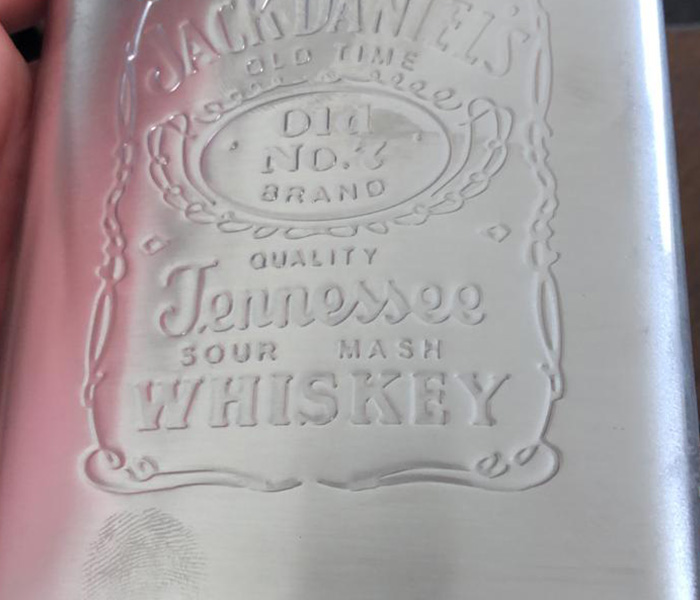 JACK DANIEL'S
OLD TIME
Old
No.7
BRAND
QUALITY
Tennessee
SOUR MASH
WHISKEY